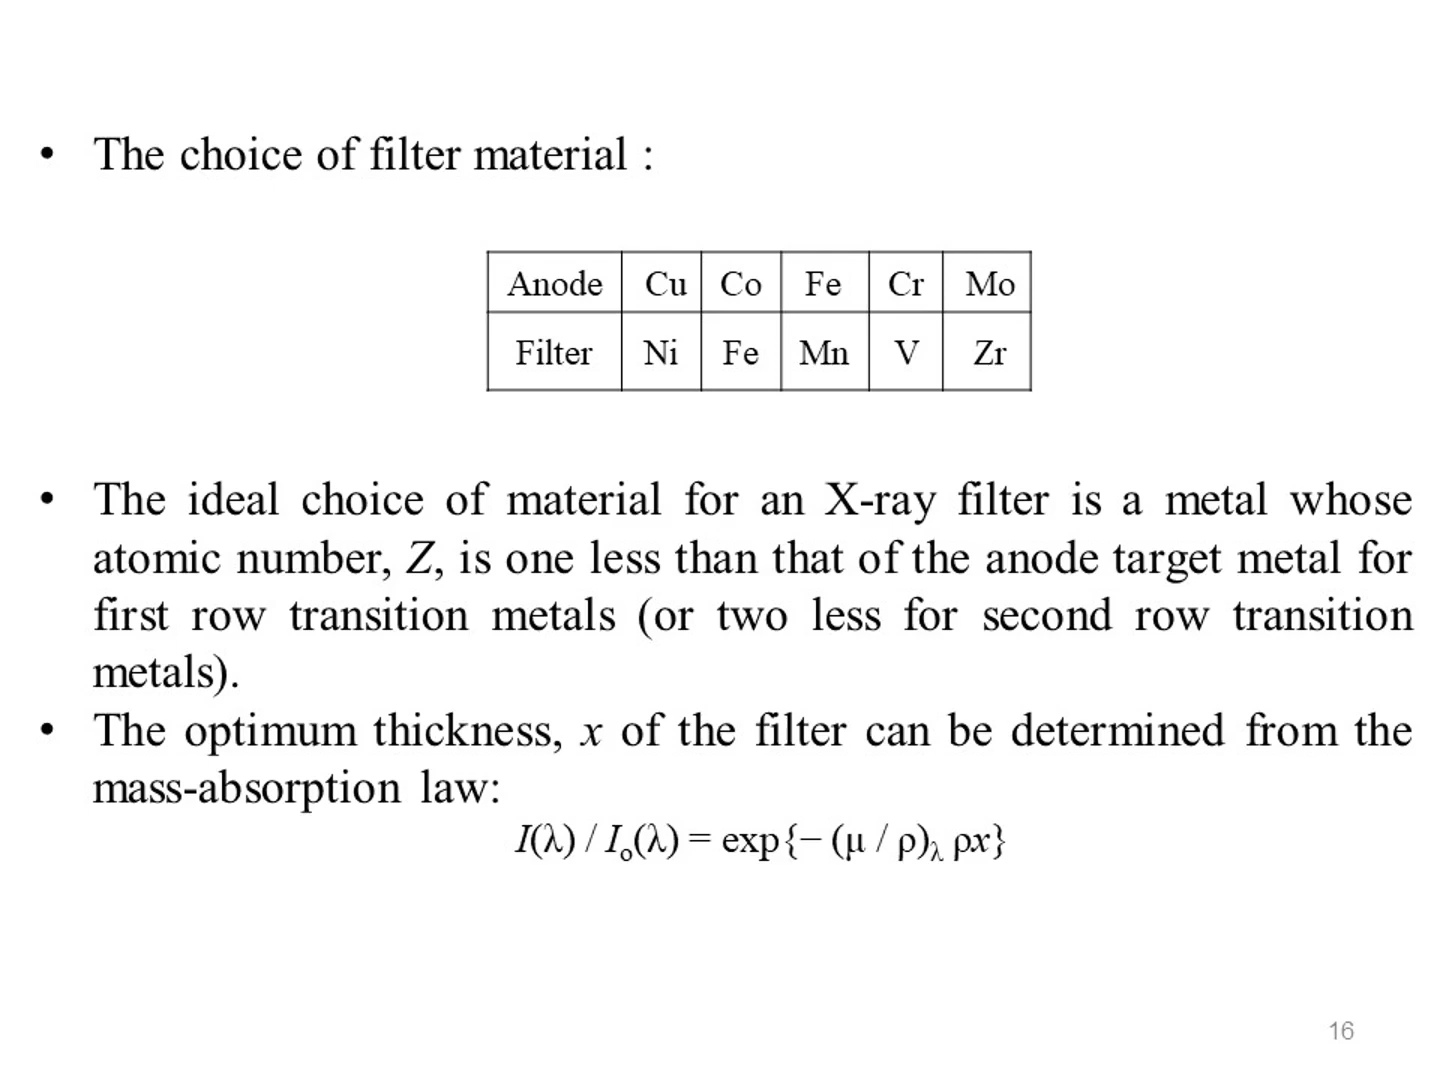 • The choice of filter material :
Anode Cu Co Fe Cr Mo
Filter Ni Fe Mn V Zr
• The ideal choice of material for an X-ray filter is a metal whose
atomic number, Z, is one less than that of the anode target metal for
first row transition metals (or two less for second row transition
metals).
• The optimum thickness, x of the filter can be determined from the
mass-absorption law:
I(λ) / Iₒ(λ) = exp{− (μ / ρ)λ ρx}
16